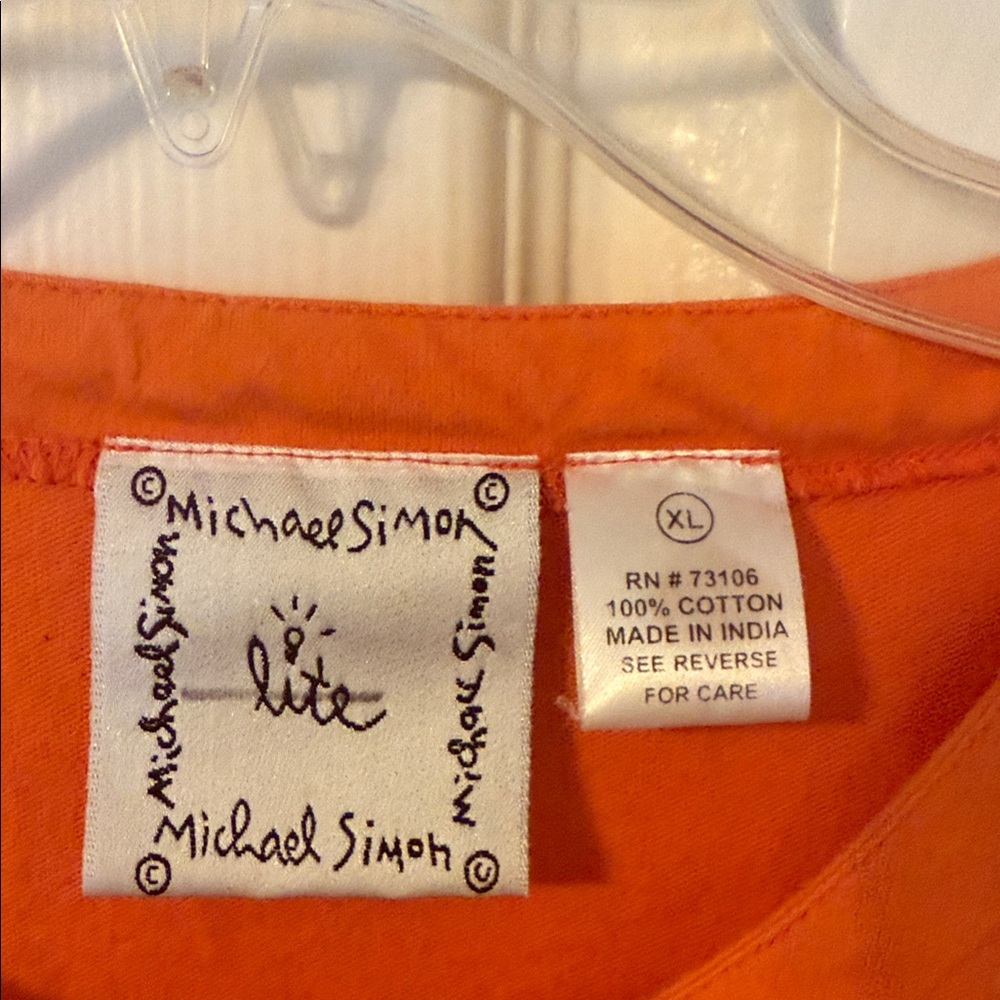 © Michael Simon ©
Michael Simon
lite
Michael Simon
© Michael Simon ©
XL
RN # 73106
100% COTTON
MADE IN INDIA
SEE REVERSE
FOR CARE